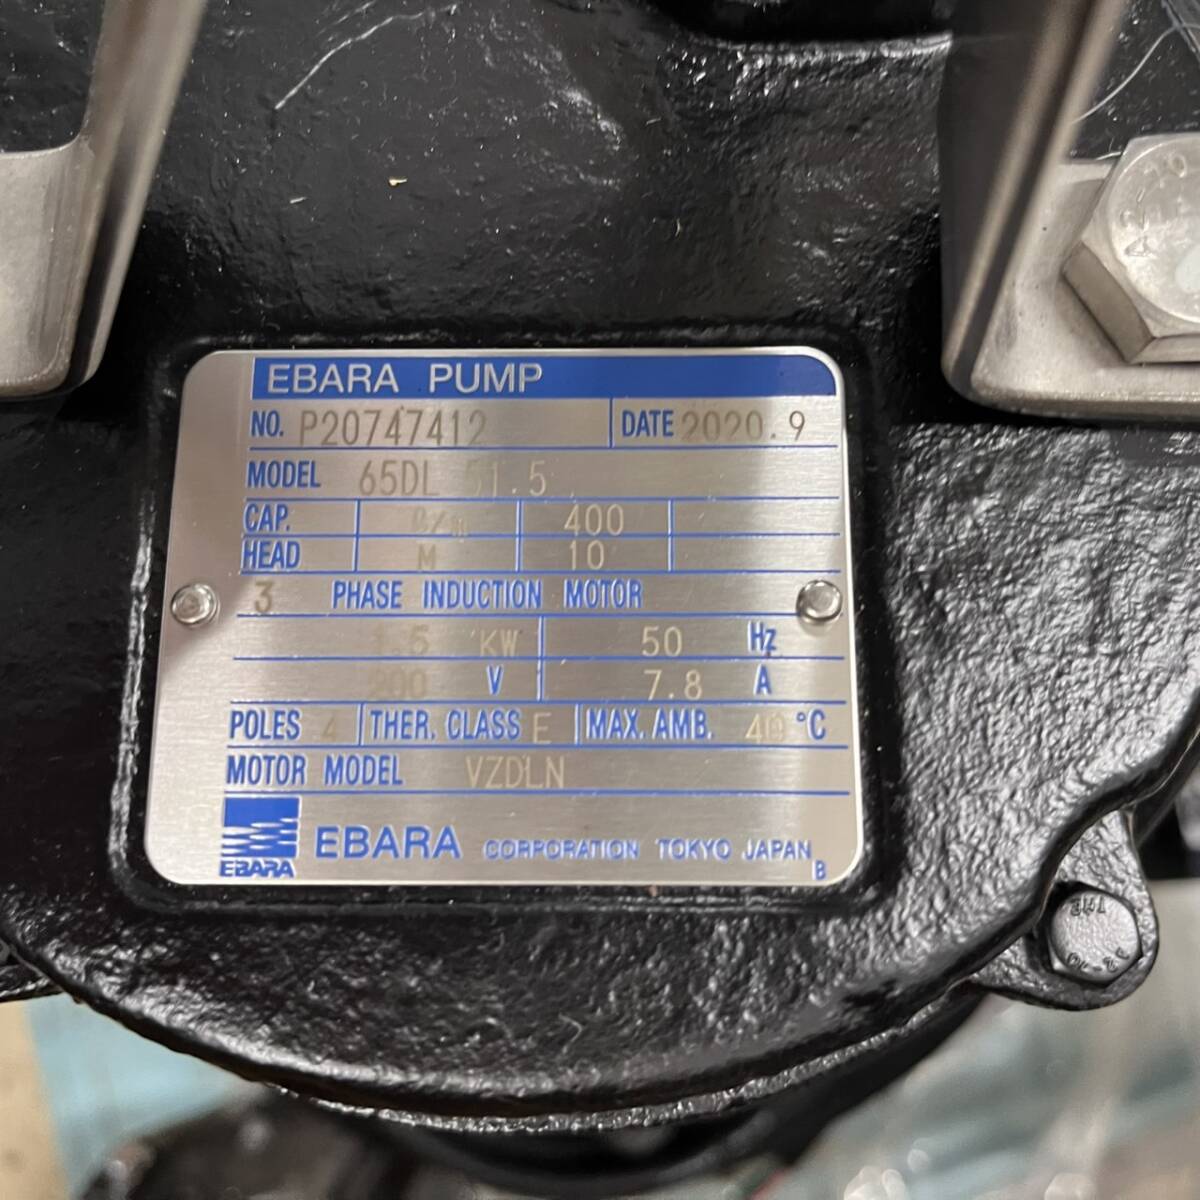 EBARA PUMP
NO. P20747412 DATE 2020.9
MODEL 65DL 51.5
CAP. ℓ/m 400
HEAD M 10
3 PHASE INDUCTION MOTOR
1.5 KW 50 Hz
200 V 7.8 A
POLES 4 THER. CLASS E MAX. AMB. 40 °C
MOTOR MODEL VZDLN
EBARA EBARA CORPORATION TOKYO JAPAN
B
A2-70